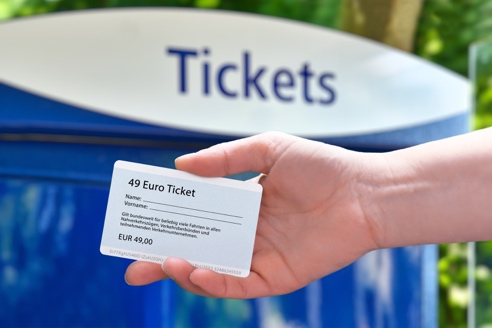 Tickets
49 Euro Ticket
Name:
Vorname:
Gilt bundesweit für beliebig viele Fahrten in allen
Nahverkehrszügen, Verkehrsbünden und
teilnehmenden Verkehrsunternehmen.
EUR 49,00